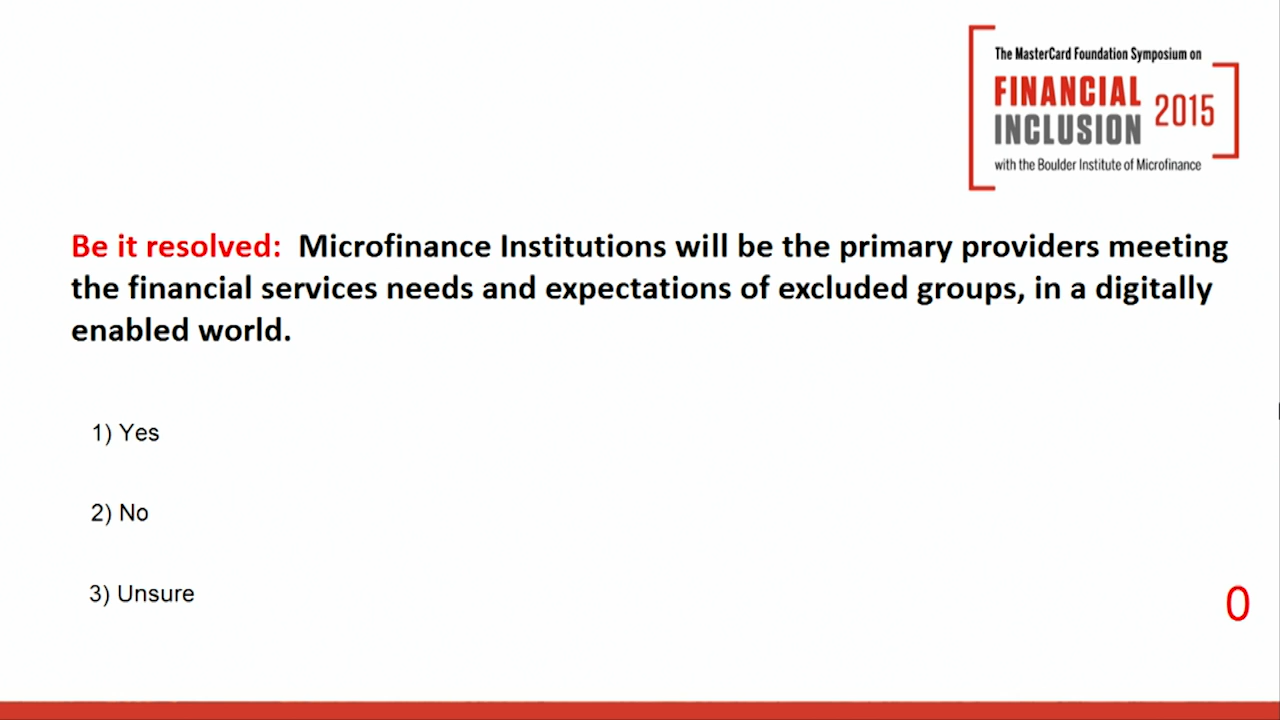 The MasterCard Foundation Symposium on
FINANCIAL
INCLUSION
2015
with the Boulder Institute of Microfinance
Be it resolved: Microfinance Institutions will be the primary providers meeting
the financial services needs and expectations of excluded groups, in a digitally
enabled world.
1) Yes
2) No
3) Unsure
0